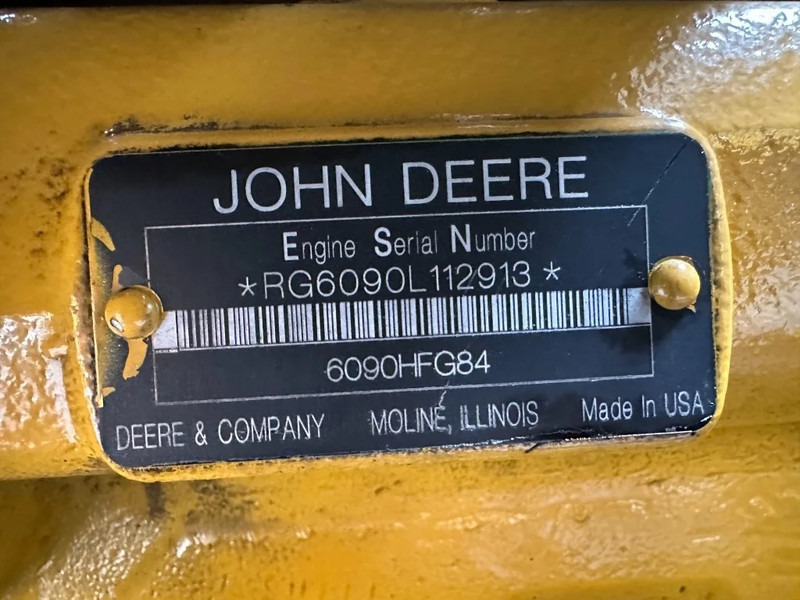 JOHN DEERE
Engine Serial Number
*RG6090L112913*
6090HFG84
DEERE & COMPANY MOLINE, ILLINOIS Made In USA